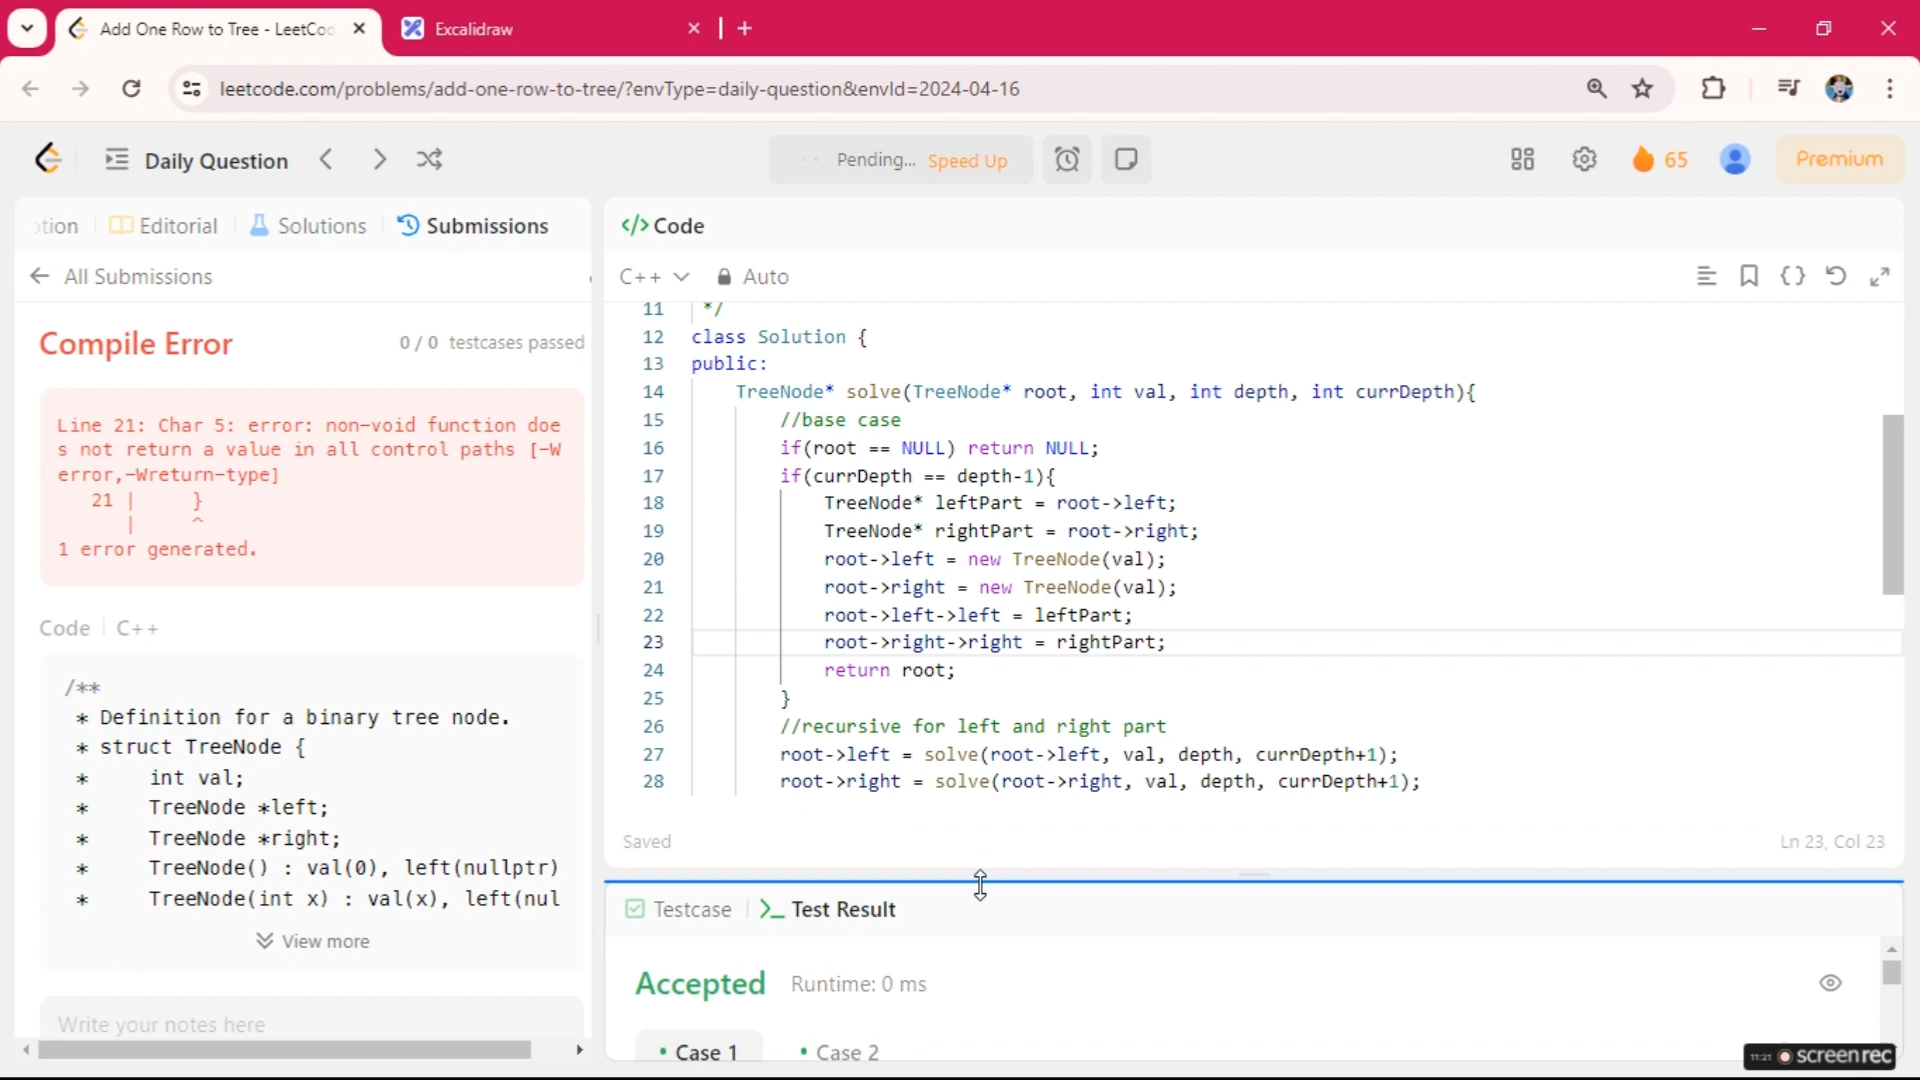 Add One Row to Tree - LeetCod
Excalidraw
leetcode.com/problems/add-one-row-to-tree/?envType=daily-question&envId=2024-04-16
Daily Question
Pending... Speed Up
65
Premium
otion
Editorial
Solutions
Submissions
All Submissions
Compile Error
0 / 0 testcases passed
Line 21: Char 5: error: non-void function doe
s not return a value in all control paths [-W
error,-Wreturn-type]
21 | }
| ^
1 error generated.
Code
C++
/**
* Definition for a binary tree node.
* struct TreeNode {
* int val;
* TreeNode *left;
* TreeNode *right;
* TreeNode() : val(0), left(nullptr)
* TreeNode(int x) : val(x), left(nul
View more
Write your notes here
</> Code
C++
Auto
11 */
12 class Solution {
13 public:
14 TreeNode* solve(TreeNode* root, int val, int depth, int currDepth){
15 //base case
16 if(root == NULL) return NULL;
17 if(currDepth == depth-1){
18 TreeNode* leftPart = root->left;
19 TreeNode* rightPart = root->right;
20 root->left = new TreeNode(val);
21 root->right = new TreeNode(val);
22 root->left->left = leftPart;
23 root->right->right = rightPart;
24 return root;
25 }
26 //recursive for left and right part
27 root->left = solve(root->left, val, depth, currDepth+1);
28 root->right = solve(root->right, val, depth, currDepth+1);
Saved
Ln 23, Col 23
Testcase
>_ Test Result
Accepted
Runtime: 0 ms
Case 1
Case 2
11:21 screenrec